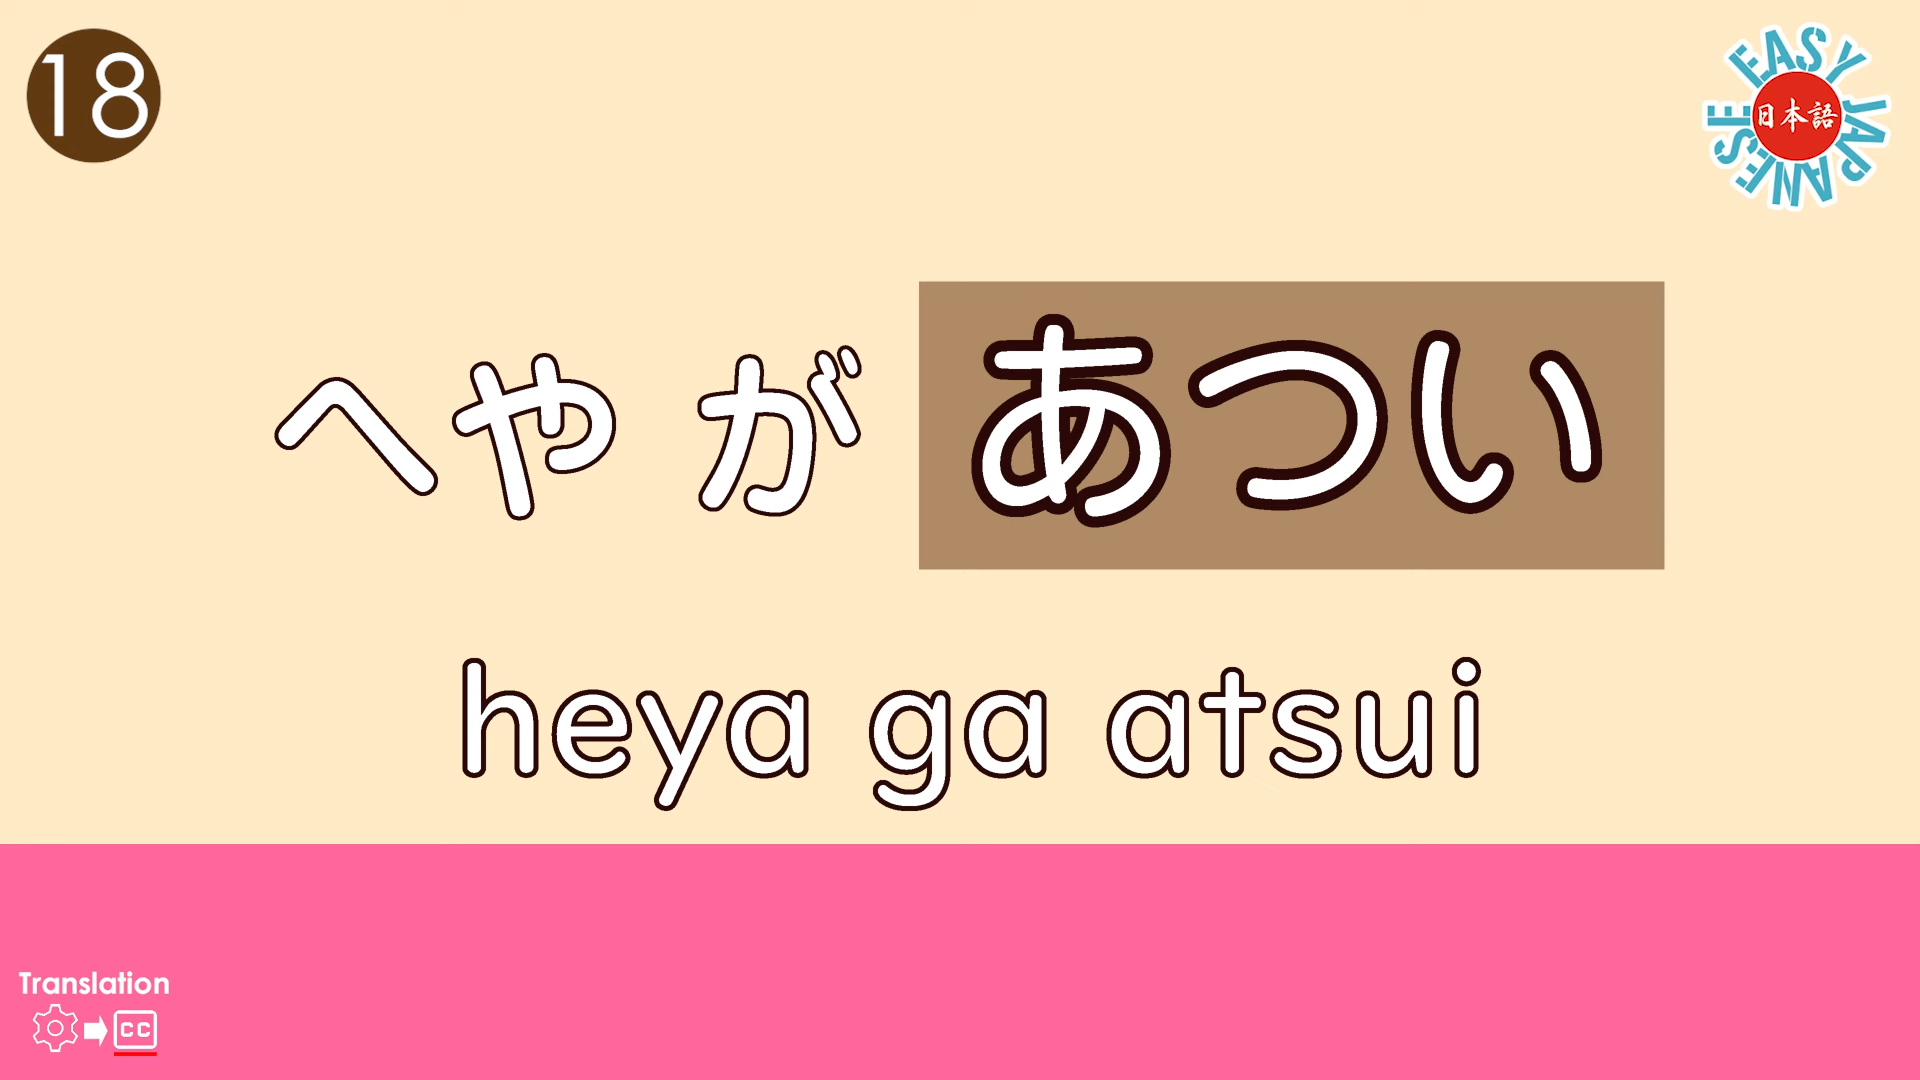 18
EASY JAPANESE
日本語
へや が あつい
heya ga atsui
Translation
CC